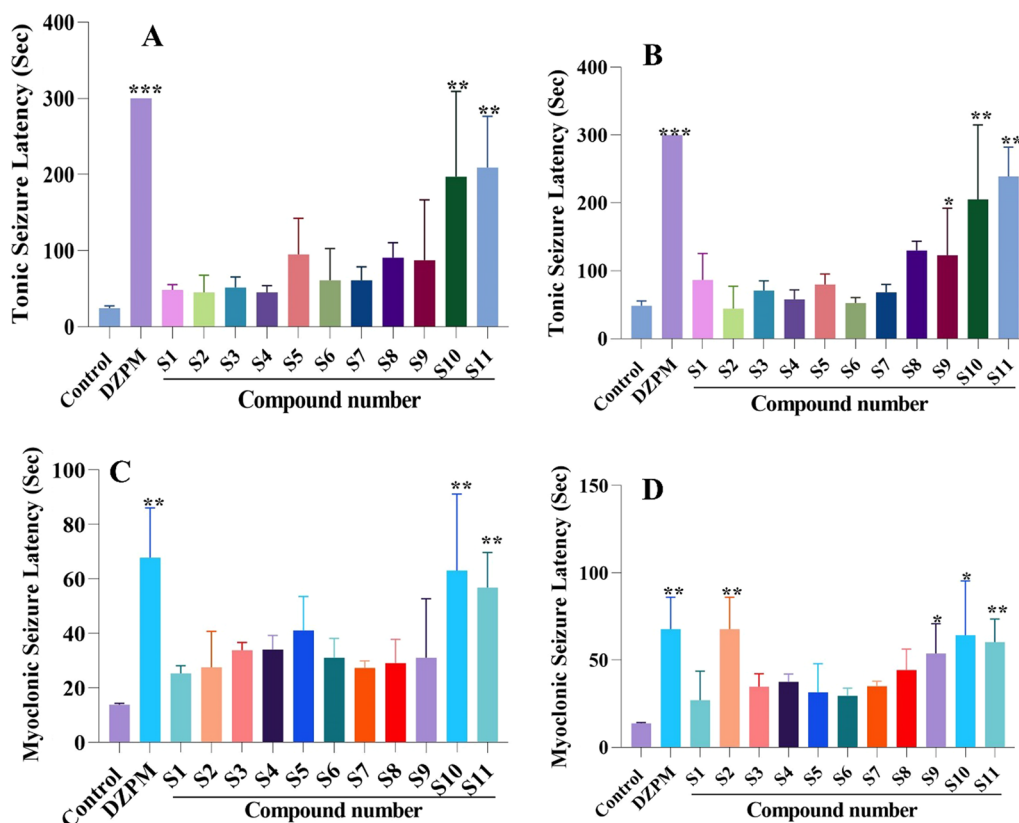 A
Tonic Seizure Latency (Sec)
400
300
200
100
0
***
**
**
Control
DZPM
S1
S2
S3
S4
S5
S6
S7
S8
S9
S10
S11
Compound number
B
Tonic Seizure Latency (Sec)
400
300
200
100
0
***
*
**
**
Control
DZPM
S1
S2
S3
S4
S5
S6
S7
S8
S9
S10
S11
Compound number
C
Myoclonic Seizure Latency (Sec)
100
80
60
40
20
0
**
**
**
Control
DZPM
S1
S2
S3
S4
S5
S6
S7
S8
S9
S10
S11
Compound number
D
Myoclonic Seizure Latency (Sec)
150
100
50
0
**
**
*
*
**
Control
DZPM
S1
S2
S3
S4
S5
S6
S7
S8
S9
S10
S11
Compound number